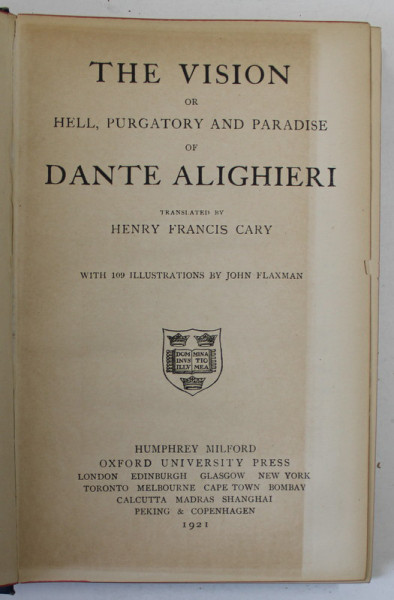 THE VISION
OR
HELL, PURGATORY AND PARADISE
OF
DANTE ALIGHIERI
TRANSLATED BY
HENRY FRANCIS CARY
WITH 109 ILLUSTRATIONS BY JOHN FLAXMAN
DOM MINA
INVS TIO
ILLV MEA
HUMPHREY MILFORD
OXFORD UNIVERSITY PRESS
LONDON EDINBURGH GLASGOW NEW YORK
TORONTO MELBOURNE CAPE TOWN BOMBAY
CALCUTTA MADRAS SHANGHAI
PEKING & COPENHAGEN
1921